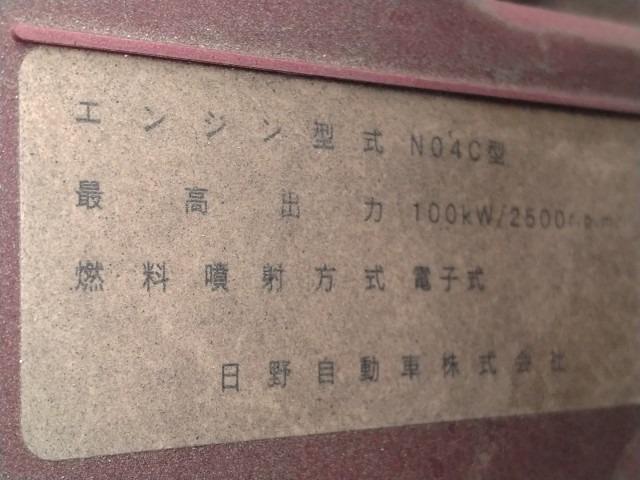 エンジン型式 N04C型
最高出力 100kW/2500r.p.m
燃料噴射方式 電子式
日野自動車株式会社